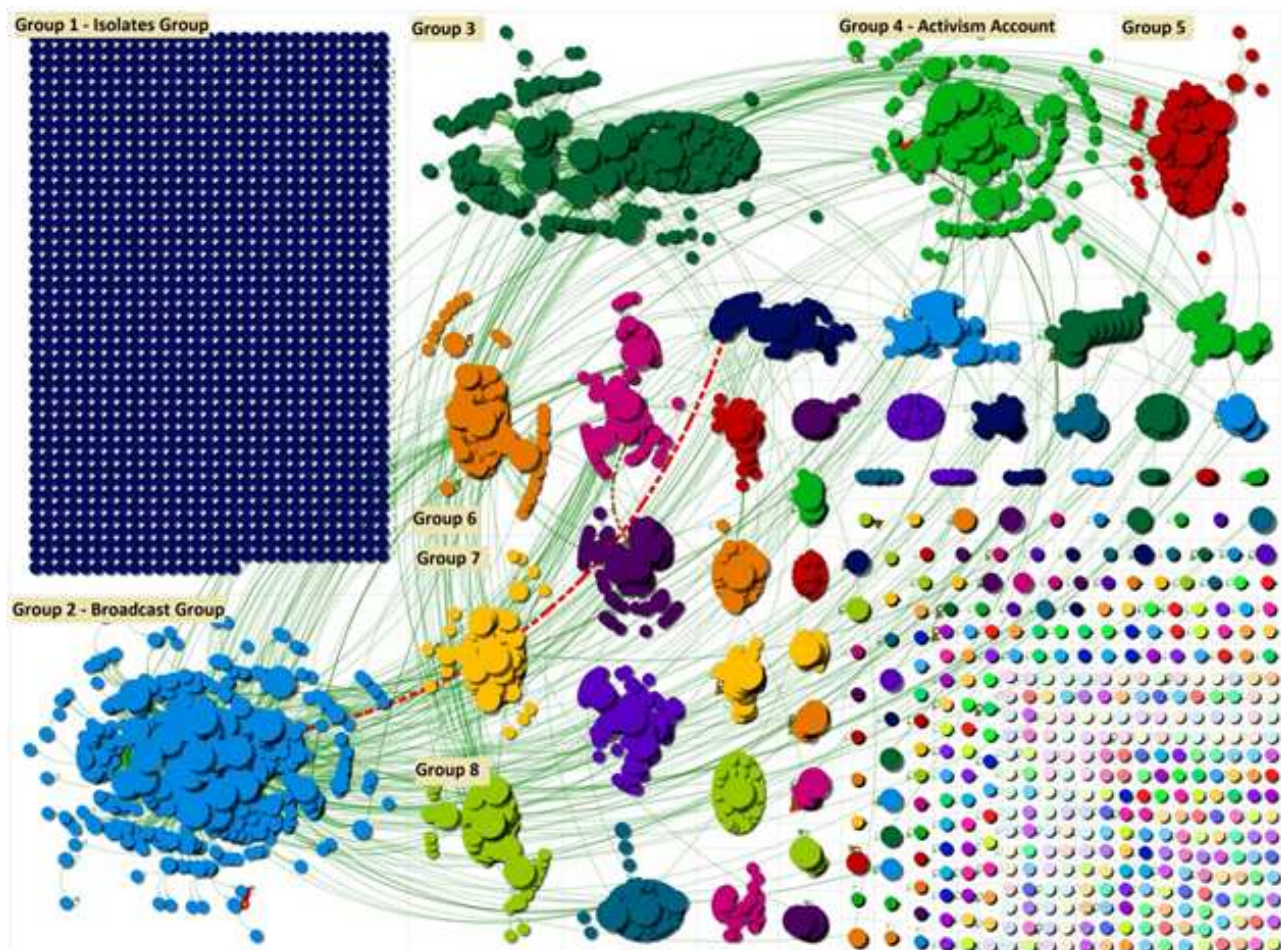 Group 1 - Isolates Group
Group 3
Group 4 - Activism Account
Group 5
Group 6
Group 7
Group 2 - Broadcast Group
Group 8